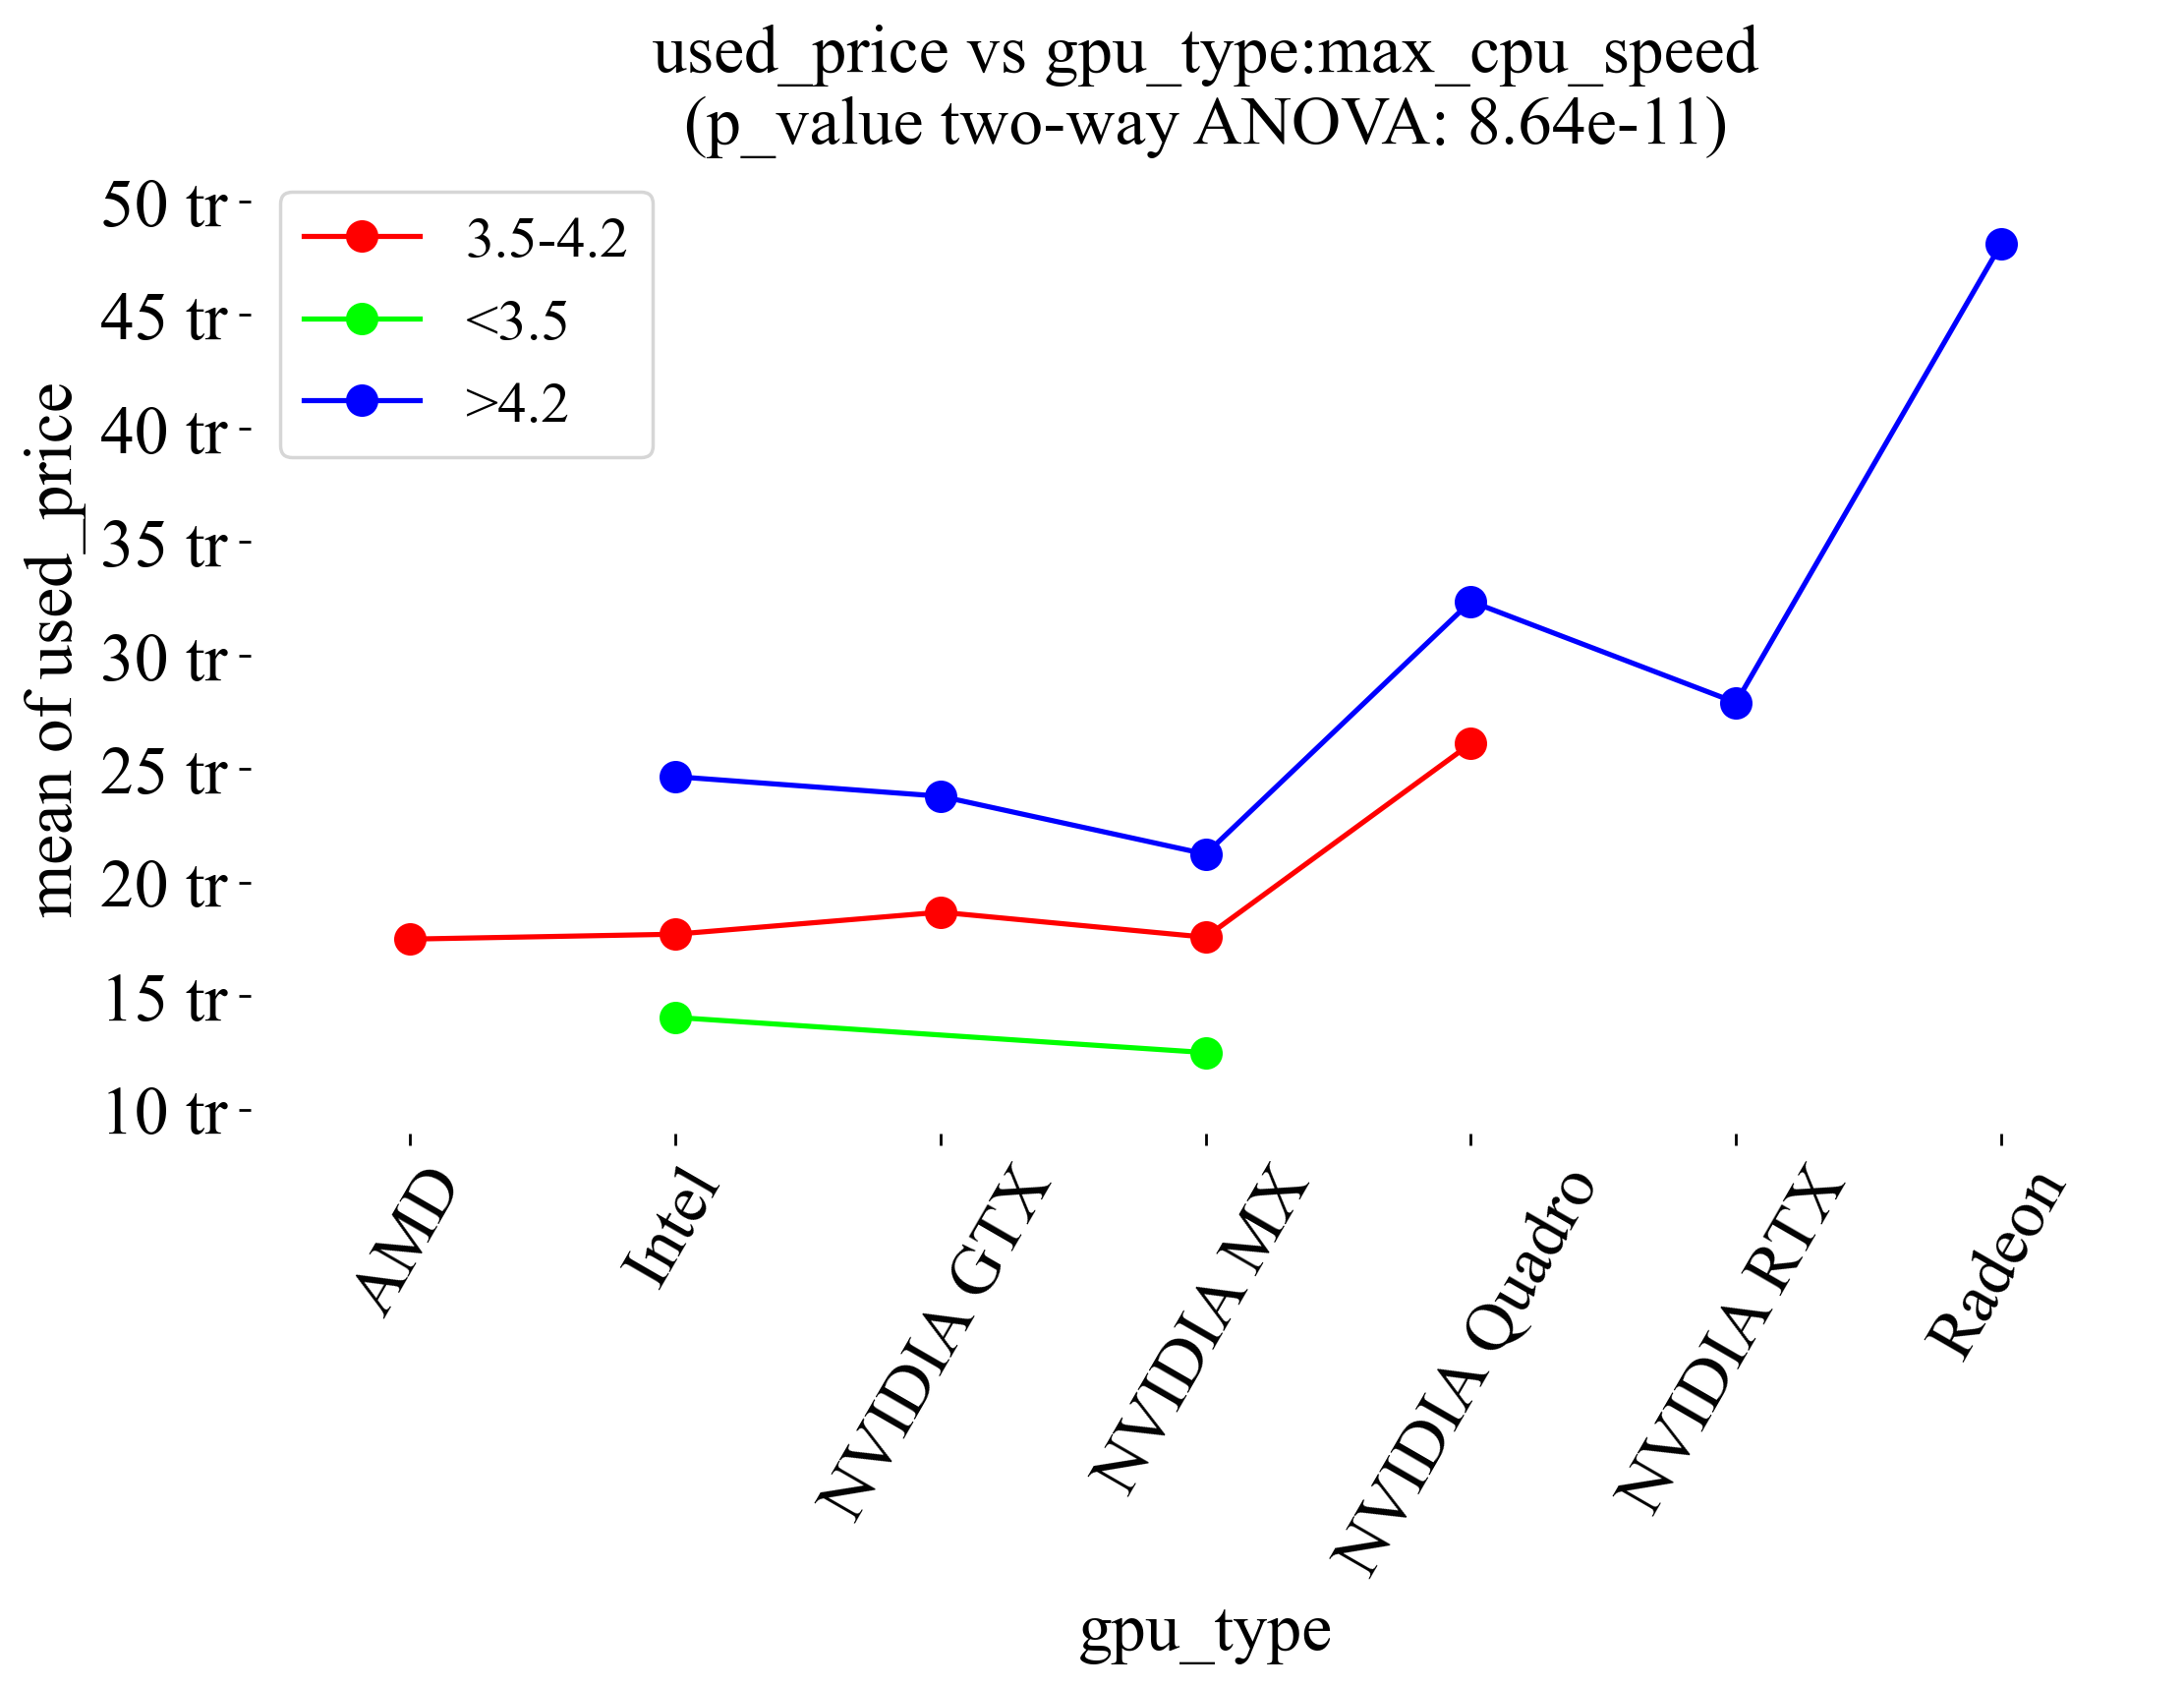 used_price vs gpu_type:max_cpu_speed
(p_value two-way ANOVA: 8.64e-11)
50 tr
45 tr
40 tr
35 tr
30 tr
25 tr
20 tr
15 tr
10 tr
mean of used_price
3.5-4.2
<3.5
>4.2
AMD
Intel
NVIDIA GTX
NVIDIA MX
NVIDIA Quadro
NVIDIA RTX
Radeon
gpu_type